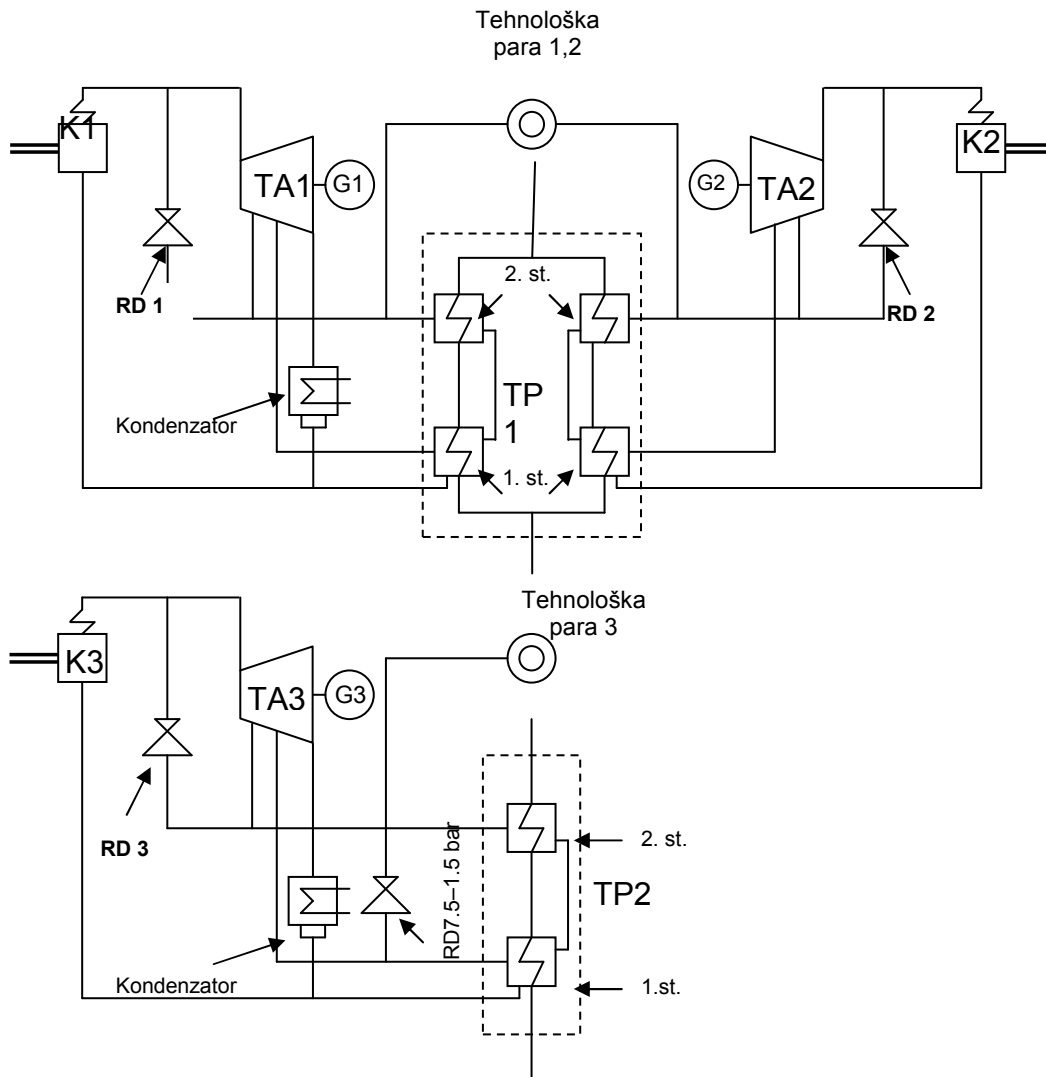 Tehnološka
para 1,2
K1
K2
TA1
G1
G2
TA2
2. st.
RD 1
RD 2
TP
1
Kondenzator
1. st.
Tehnološka
para 3
K3
TA3
G3
RD 3
RD7.5–1.5 bar
2. st.
TP2
Kondenzator
1.st.